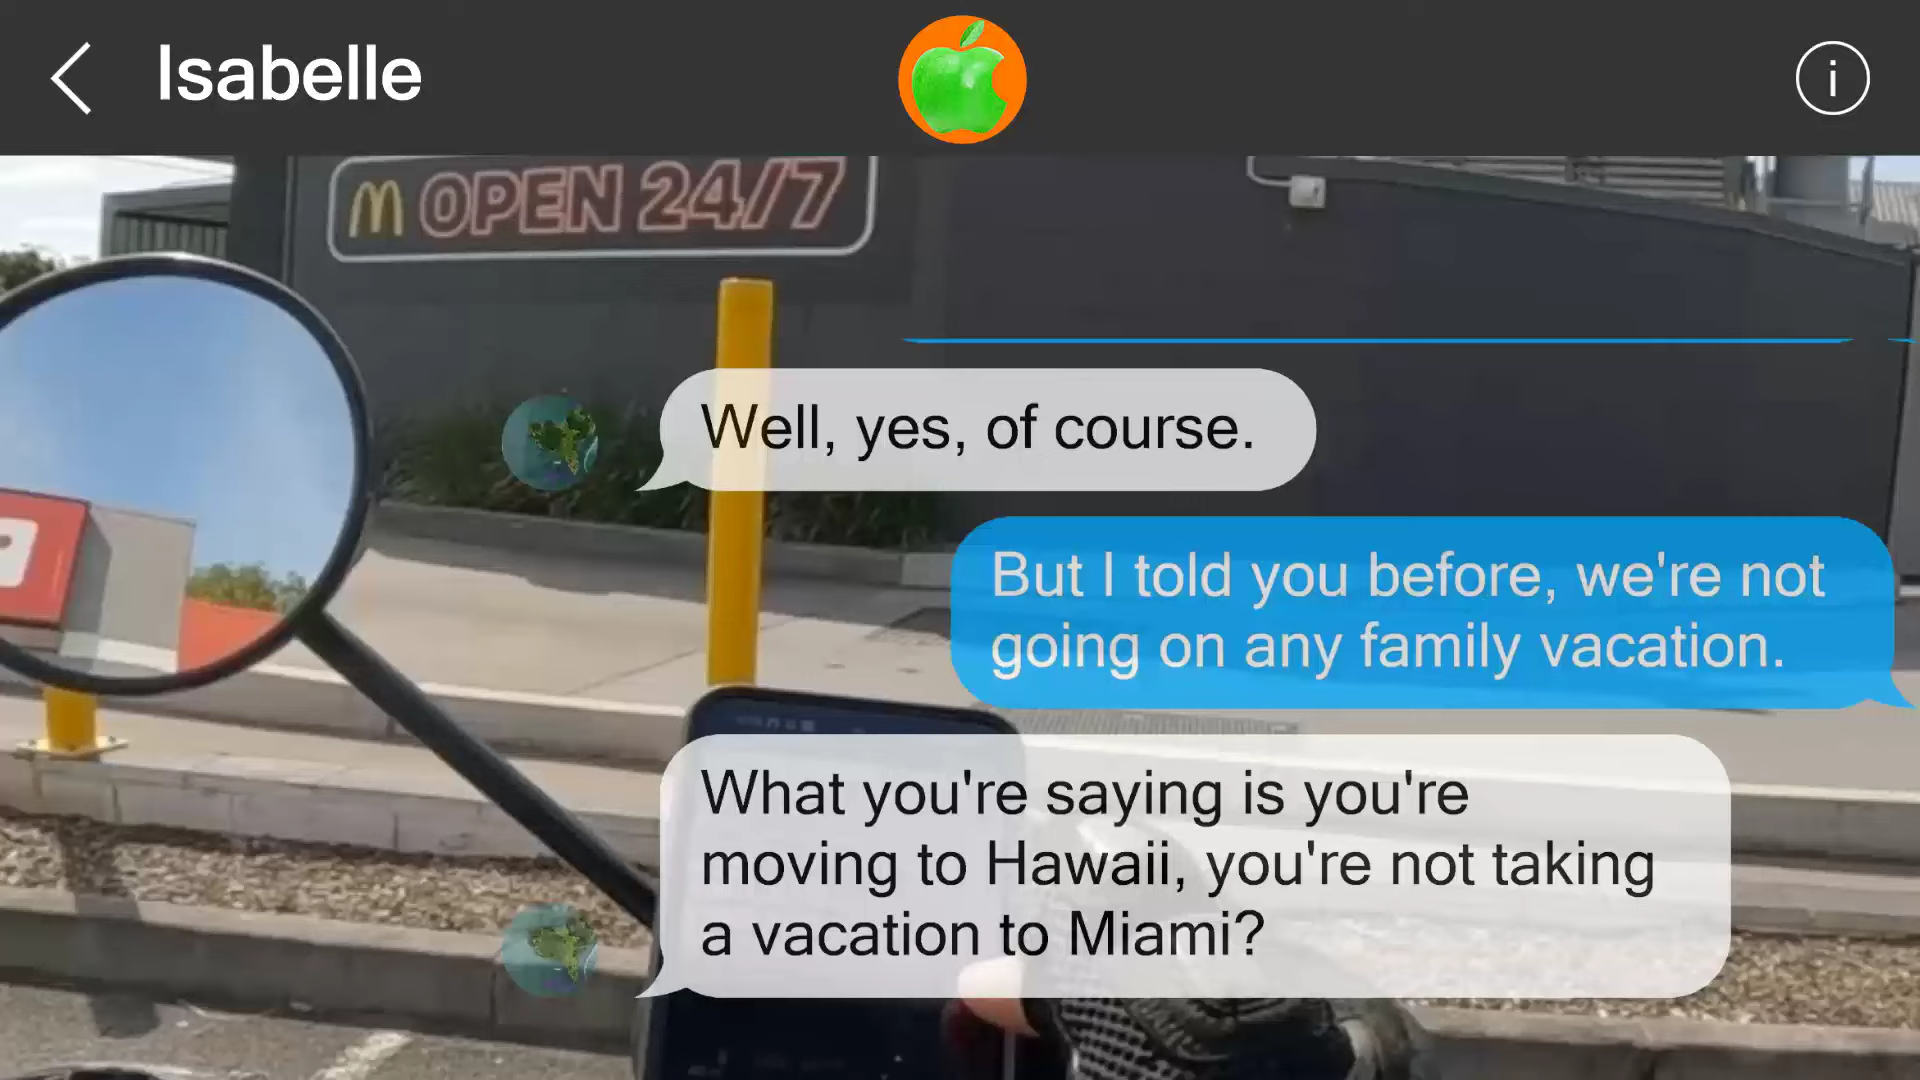 Isabelle
i
M OPEN 24/7
Well, yes, of course.
But I told you before, we're not
going on any family vacation.
What you're saying is you're
moving to Hawaii, you're not taking
a vacation to Miami?